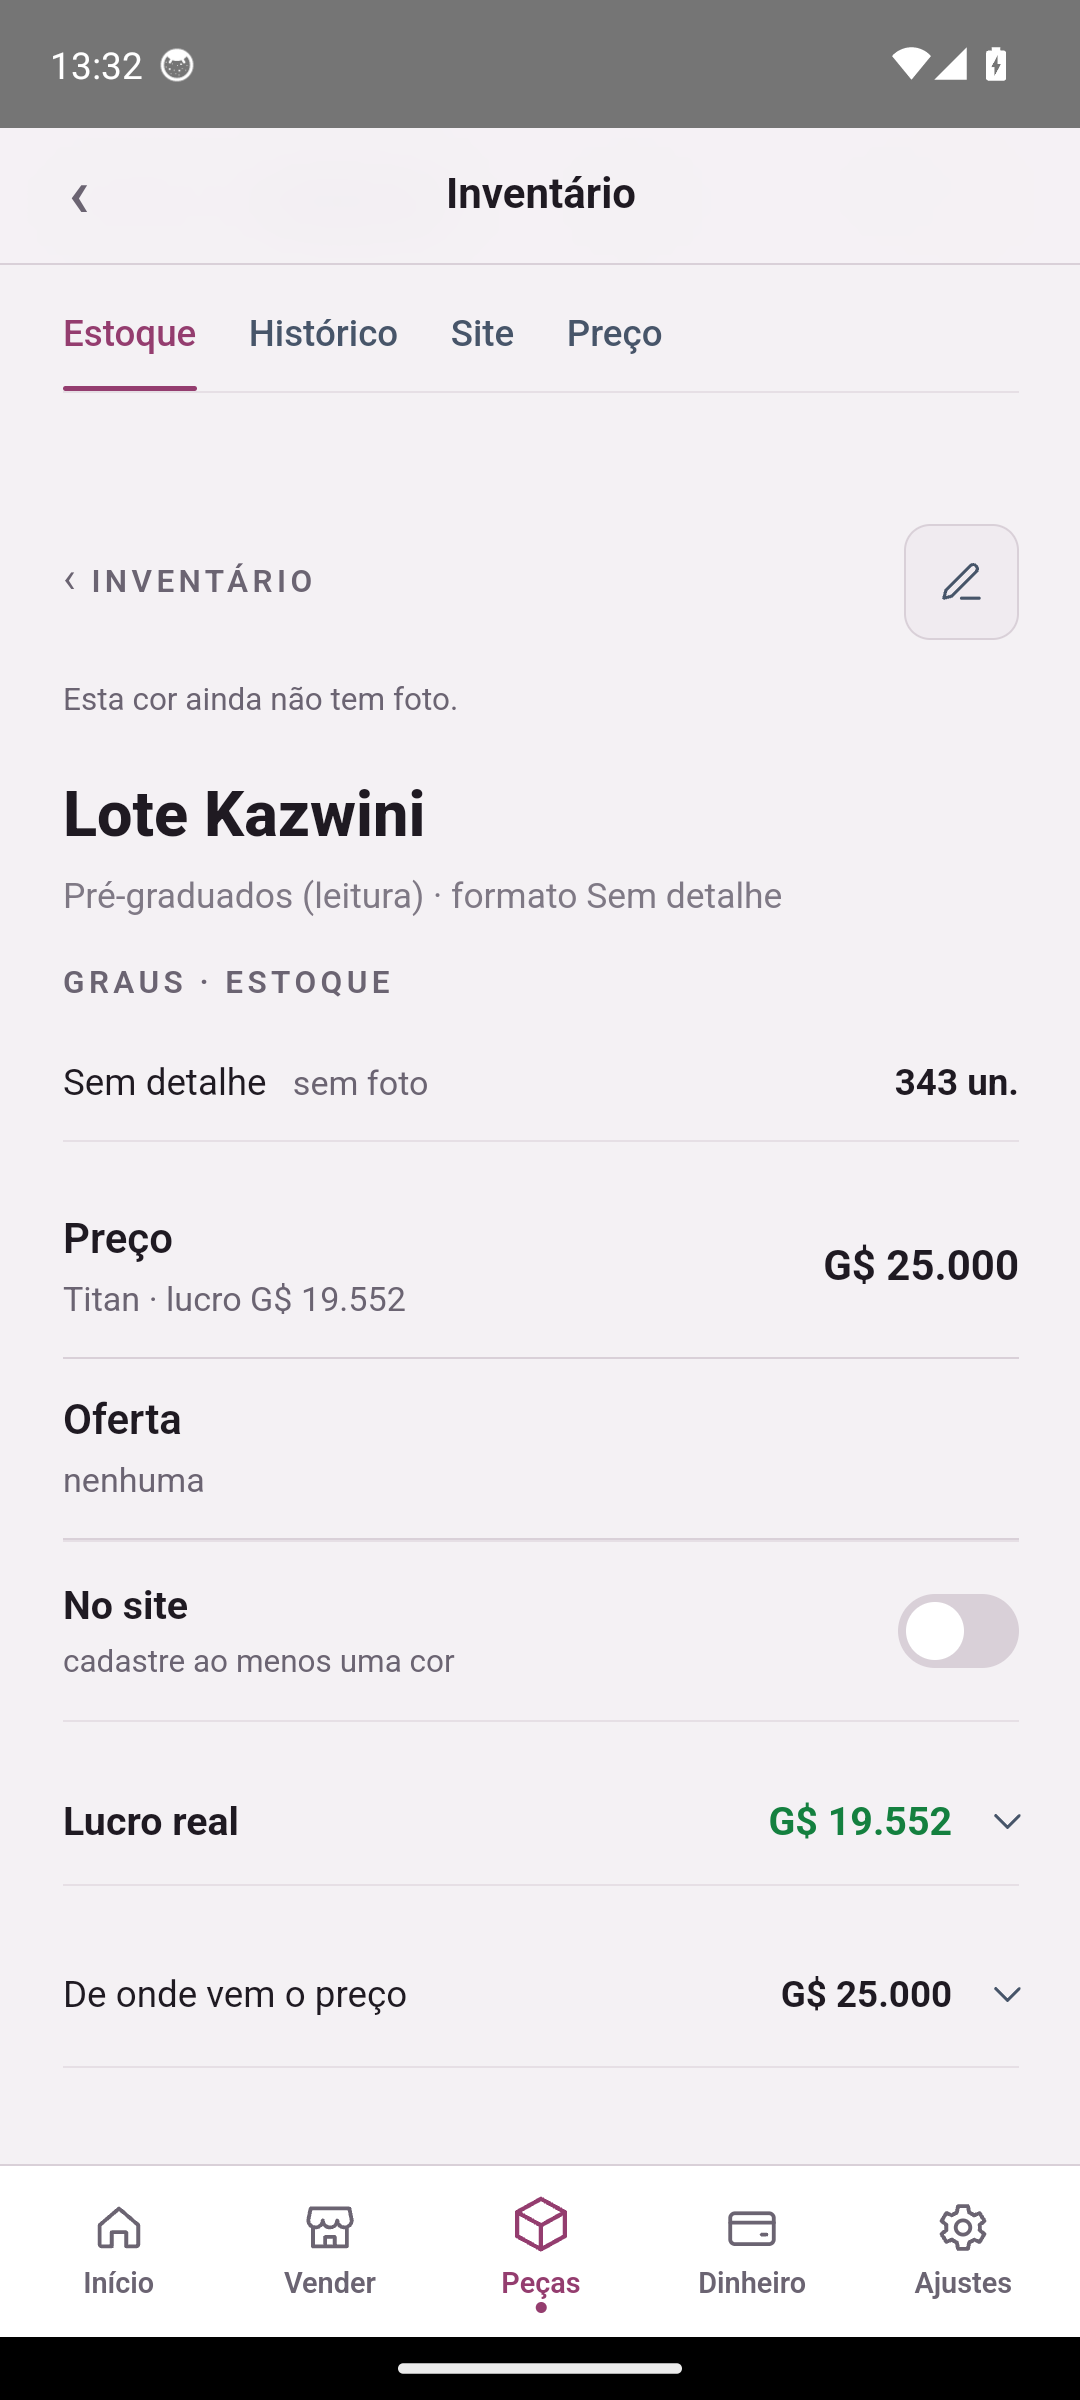 13:32
Inventário
Estoque Histórico Site Preço
‹ INVENTÁRIO
Esta cor ainda não tem foto.
Lote Kazwini
Pré-graduados (leitura) · formato Sem detalhe
GRAUS · ESTOQUE
Sem detalhe sem foto 343 un.
Preço
G$ 25.000
Titan · lucro G$ 19.552
Oferta
nenhuma
No site
cadastre ao menos uma cor
Lucro real G$ 19.552
De onde vem o preço G$ 25.000
Início Vender Peças Dinheiro Ajustes